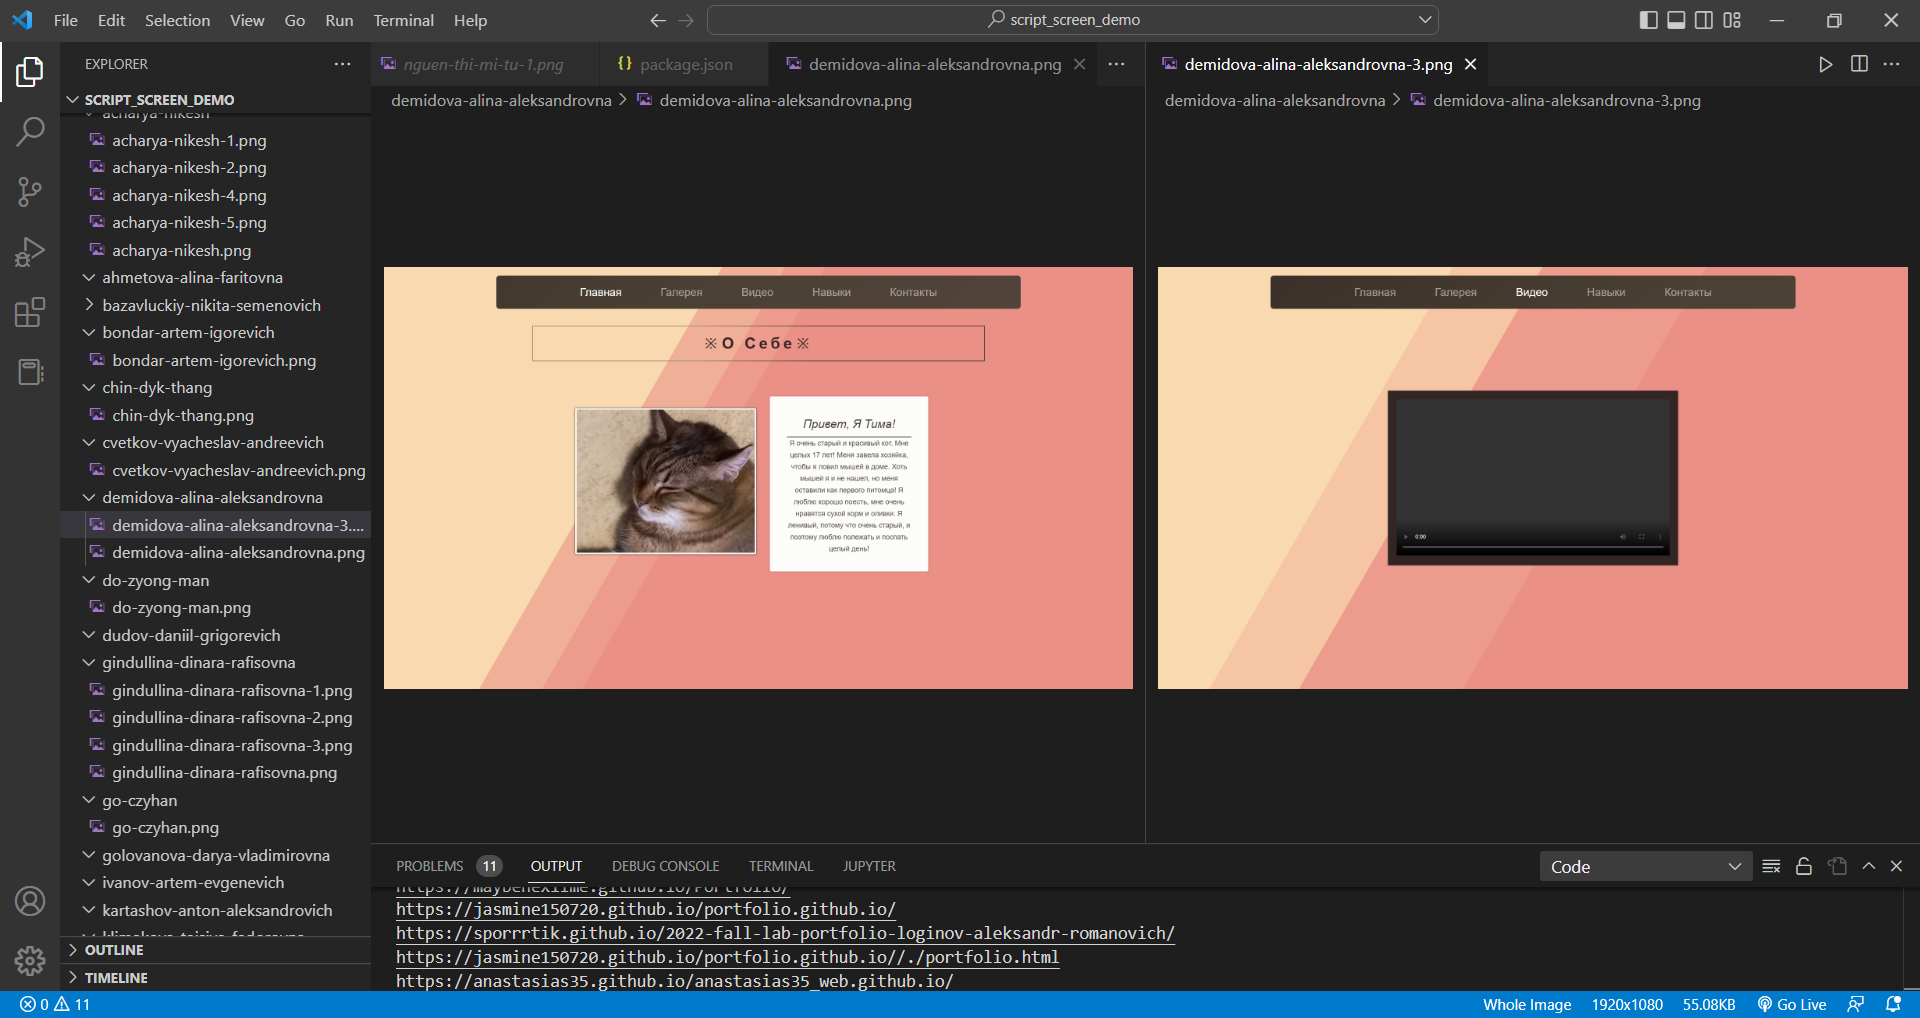 File Edit Selection View Go Run Terminal Help
script_screen_demo
EXPLORER
SCRIPT_SCREEN_DEMO
acharya-nikesh
acharya-nikesh-1.png
acharya-nikesh-2.png
acharya-nikesh-4.png
acharya-nikesh-5.png
acharya-nikesh.png
ahmetova-alina-faritovna
bazavluckiy-nikita-semenovich
bondar-artem-igorevich
bondar-artem-igorevich.png
chin-dyk-thang
chin-dyk-thang.png
cvetkov-vyacheslav-andreevich
cvetkov-vyacheslav-andreevich.png
demidova-alina-aleksandrovna
demidova-alina-aleksandrovna-3....
demidova-alina-aleksandrovna.png
do-zyong-man
do-zyong-man.png
dudov-daniil-grigorevich
gindullina-dinara-rafisovna
gindullina-dinara-rafisovna-1.png
gindullina-dinara-rafisovna-2.png
gindullina-dinara-rafisovna-3.png
gindullina-dinara-rafisovna.png
go-czyhan
go-czyhan.png
golovanova-darya-vladimirovna
ivanov-artem-evgenevich
kartashov-anton-aleksandrovich
OUTLINE
TIMELINE
nguen-thi-mi-tu-1.png {} package.json demidova-alina-aleksandrovna.png
demidova-alina-aleksandrovna > demidova-alina-aleksandrovna.png
Главная Галерея Видео Навыки Контакты
※О Себе※
Привет, Я Тима!
Я очень старый и красивый кот. Мне
целых 17 лет! Меня завела хозяйка,
чтобы я ловил мышей в доме. Хоть
мышей я и не нашел, но меня
оставили как первого питомца! Я
люблю хорошо поесть, мне очень
нравятся сухой корм и оливки. Я
ленивый, потому что очень старый, и
поэтому люблю полежать и поспать
целый день!
demidova-alina-aleksandrovna-3.png
demidova-alina-aleksandrovna > demidova-alina-aleksandrovna-3.png
Главная Галерея Видео Навыки Контакты
0:00
PROBLEMS 11 OUTPUT DEBUG CONSOLE TERMINAL JUPYTER
Code
https://maybenexttime.github.io/Portfolio/
https://jasmine150720.github.io/portfolio.github.io/
https://sporrrtik.github.io/2022-fall-lab-portfolio-loginov-aleksandr-romanovich/
https://jasmine150720.github.io/portfolio.github.io//./portfolio.html
https://anastasias35.github.io/anastasias35_web.github.io/
0 11
Whole Image 1920x1080 55.08KB Go Live